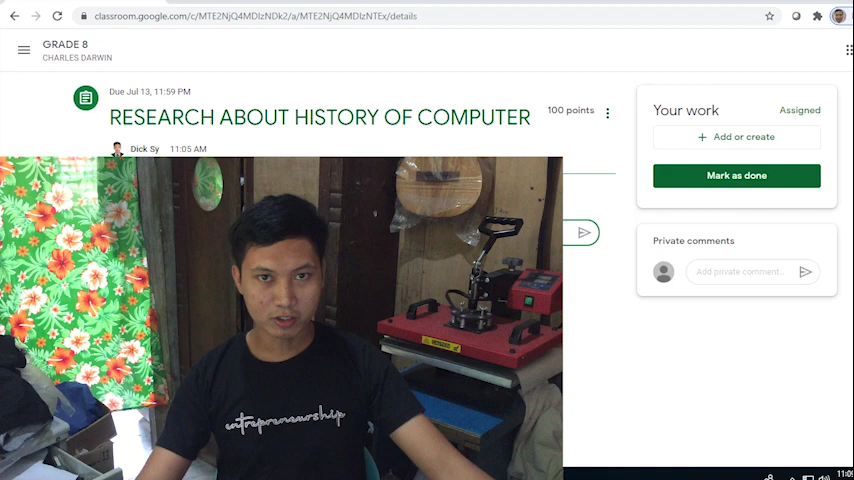 classroom.google.com/c/MTE2NjQ4MDIzNDk2/a/MTE2NjQ4MDIzNTEx/details
GRADE 8
CHARLES DARWIN
Due Jul 13, 11:59 PM
RESEARCH ABOUT HISTORY OF COMPUTER
100 points
Dick Sy 11:05 AM
Your work
Assigned
+ Add or create
Mark as done
Private comments
Add private comment...
entrepreneurship